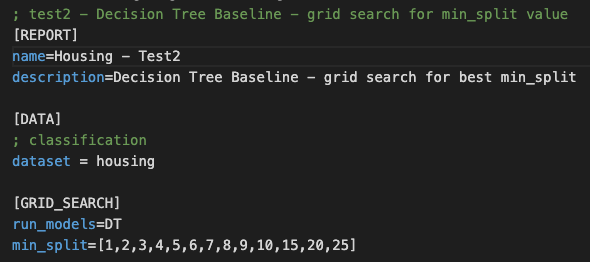 ; test2 – Decision Tree Baseline – grid search for min_split value
[REPORT]
name=Housing – Test2
description=Decision Tree Baseline – grid search for best min_split
[DATA]
; classification
dataset = housing
[GRID_SEARCH]
run_models=DT
min_split=[1,2,3,4,5,6,7,8,9,10,15,20,25]